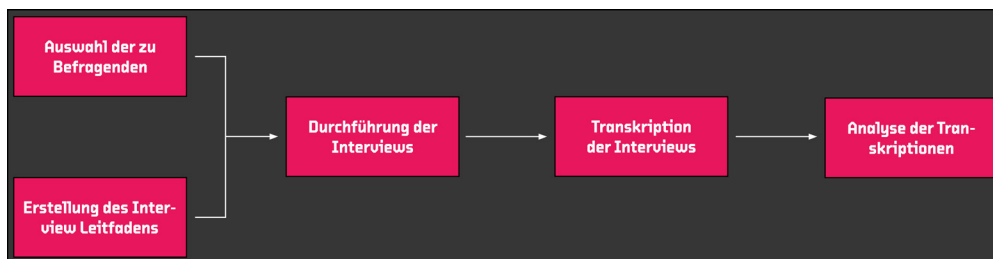 Auswahl der zu
Befragenden
Erstellung des Inter-
view Leitfadens
Durchführung der
Interviews
Transkription
der Interviews
Analyse der Tran-
skriptionen